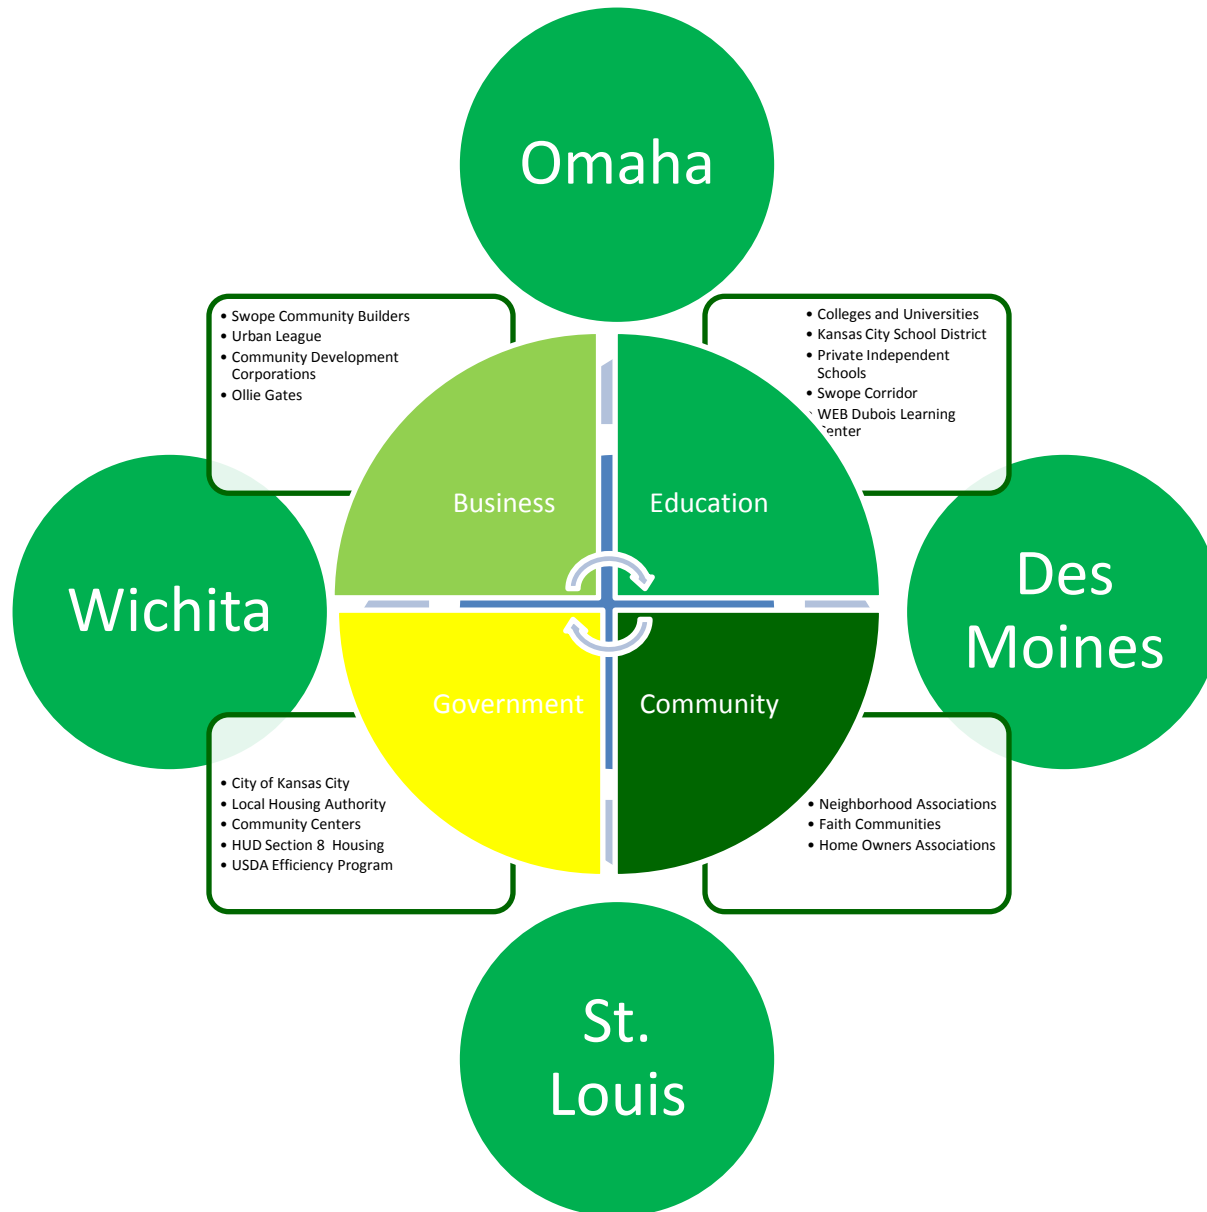 Omaha
• Swope Community Builders
• Urban League
• Community Development
Corporations
• Ollie Gates
• Colleges and Universities
• Kansas City School District
• Private Independent
Schools
• Swope Corridor
• WEB Dubois Learning
Center
Business
Education
Wichita
Des
Moines
Government
Community
• City of Kansas City
• Local Housing Authority
• Community Centers
• HUD Section 8  Housing
• USDA Efficiency Program
• Neighborhood Associations
• Faith Communities
• Home Owners Associations
St.
Louis